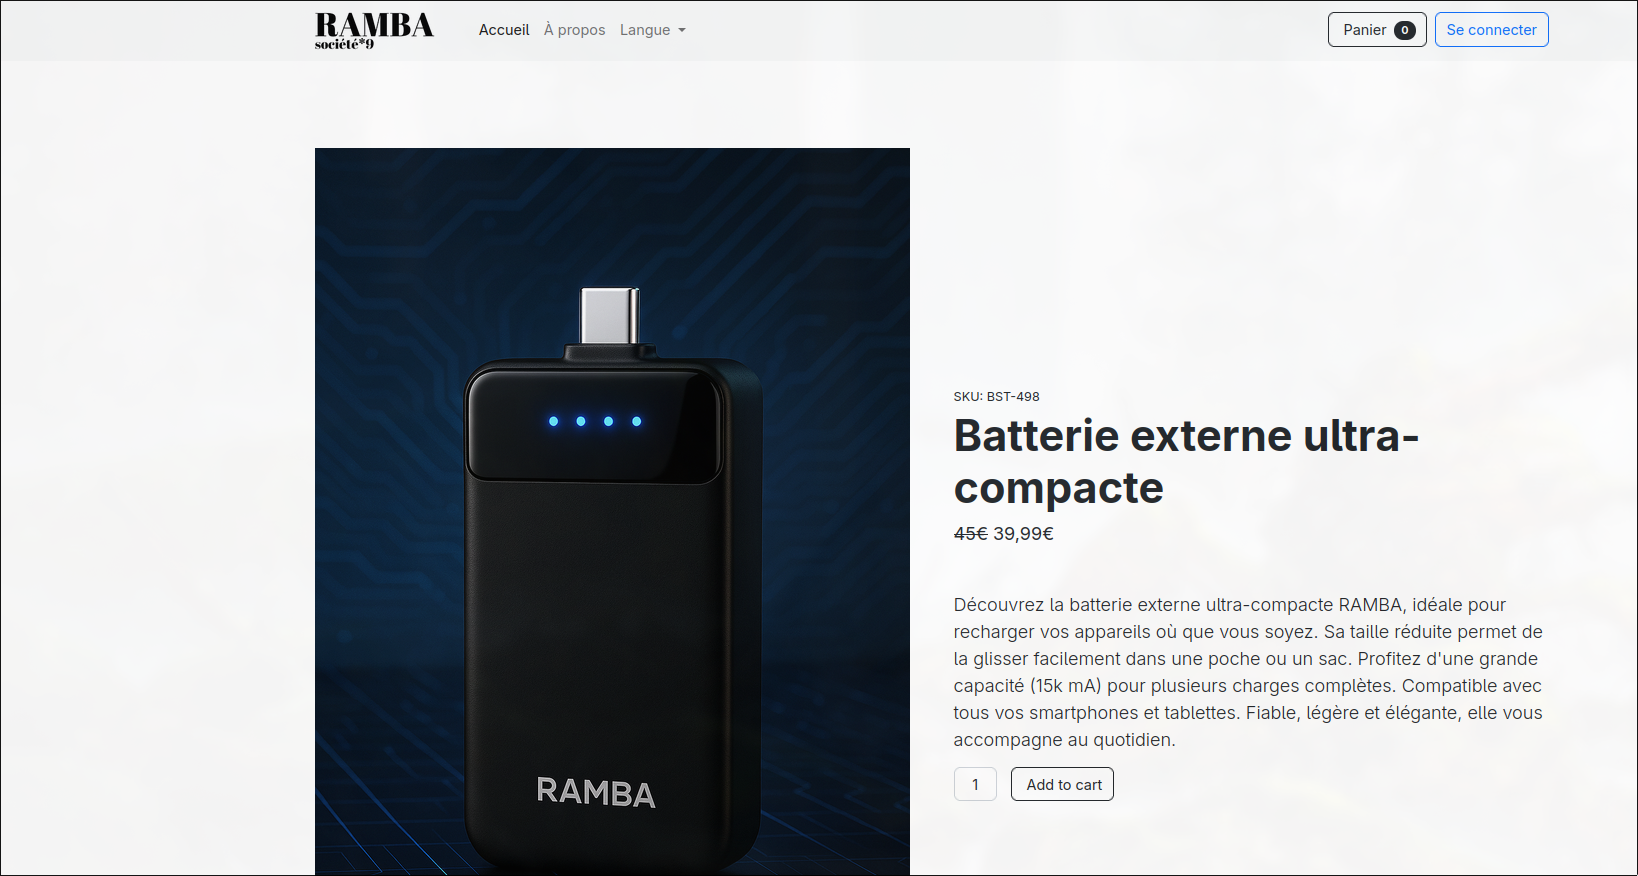 RAMBA
société*9
Accueil À propos Langue
Panier 0
Se connecter
RAMBA
SKU: BST-498
Batterie externe ultra-
compacte
45€ 39,99€
Découvrez la batterie externe ultra-compacte RAMBA, idéale pour
recharger vos appareils où que vous soyez. Sa taille réduite permet de
la glisser facilement dans une poche ou un sac. Profitez d'une grande
capacité (15k mA) pour plusieurs charges complètes. Compatible avec
tous vos smartphones et tablettes. Fiable, légère et élégante, elle vous
accompagne au quotidien.
1
Add to cart